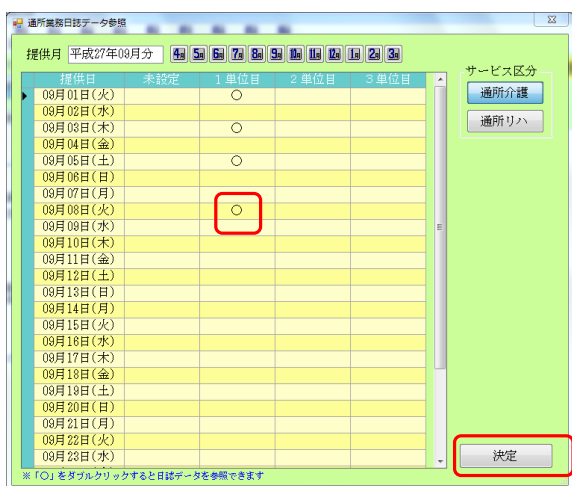 通所業務日誌データ参照
提供月 平成27年09月分 4月 5月 6月 7月 8月 9月 10月 11月 12月 1月 2月 3月
サービス区分
通所介護
通所リハ
提供日 未設定 1単位目 2単位目 3単位目
09月01日(火) ○
09月02日(水)
09月03日(木) ○
09月04日(金)
09月05日(土) ○
09月06日(日)
09月07日(月)
09月08日(火) ○
09月09日(水)
09月10日(木)
09月11日(金)
09月12日(土)
09月13日(日)
09月14日(月)
09月15日(火)
09月16日(水)
09月17日(木)
09月18日(金)
09月19日(土)
09月20日(日)
09月21日(月)
09月22日(火)
09月23日(水)
決定
※「○」をダブルクリックすると日誌データを参照できます